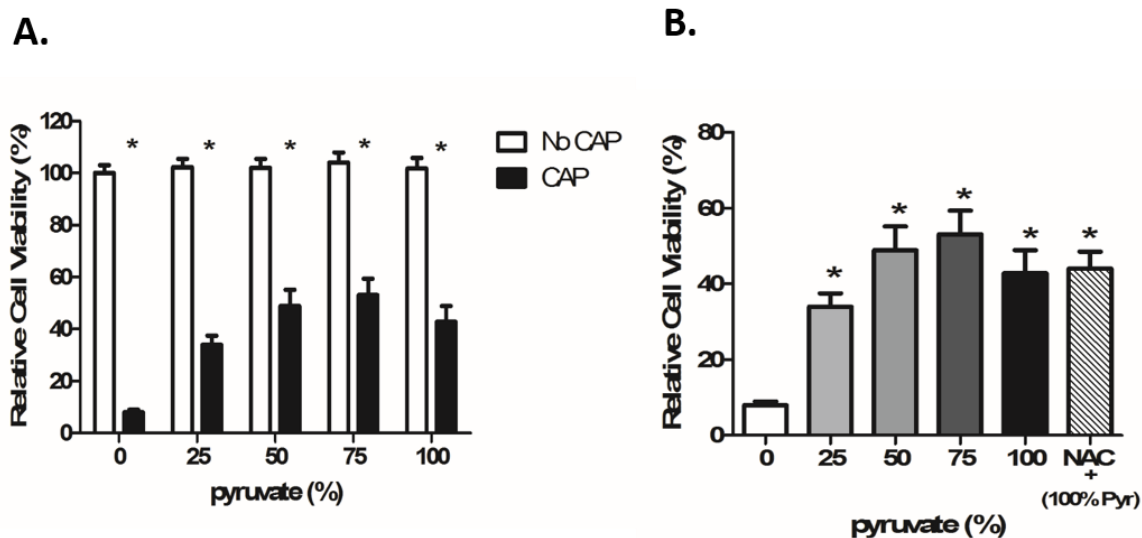 A.
Relative Cell Viability (%)
120
100
80
60
40
20
0
* * * * *
No CAP
CAP
0 25 50 75 100
pyruvate (%)
B.
Relative Cell Viability (%)
80
60
40
20
0
* * * * *
0 25 50 75 100 NAC
+
(100% Pyr)
pyruvate (%)